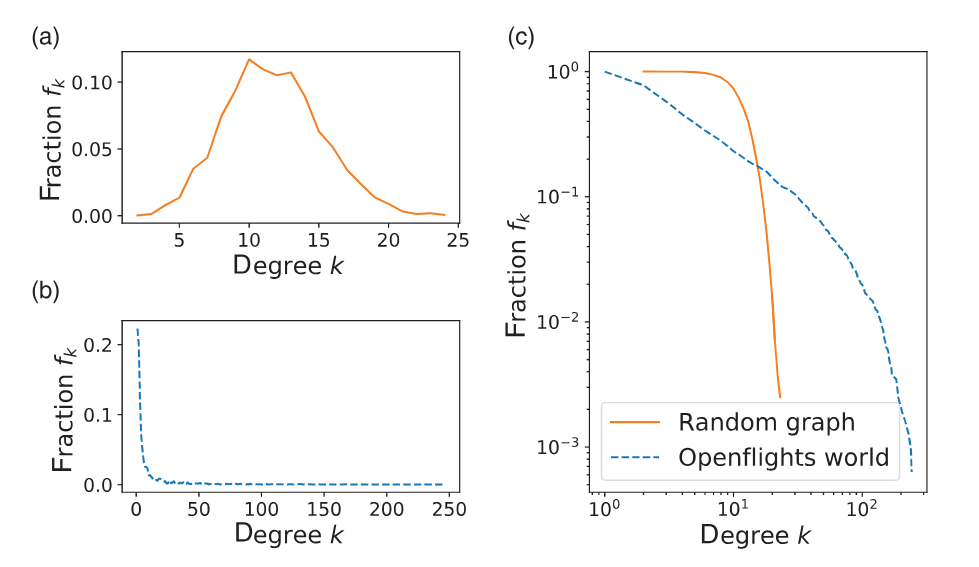 (a)
Fraction f_k
0.10
0.05
0.00
5 10 15 20 25
Degree k
(b)
Fraction f_k
0.2
0.1
0.0
0 50 100 150 200 250
Degree k
(c)
Fraction f_k
10^0
10^-1
10^-2
10^-3
Random graph
Openflights world
10^0 10^1 10^2
Degree k